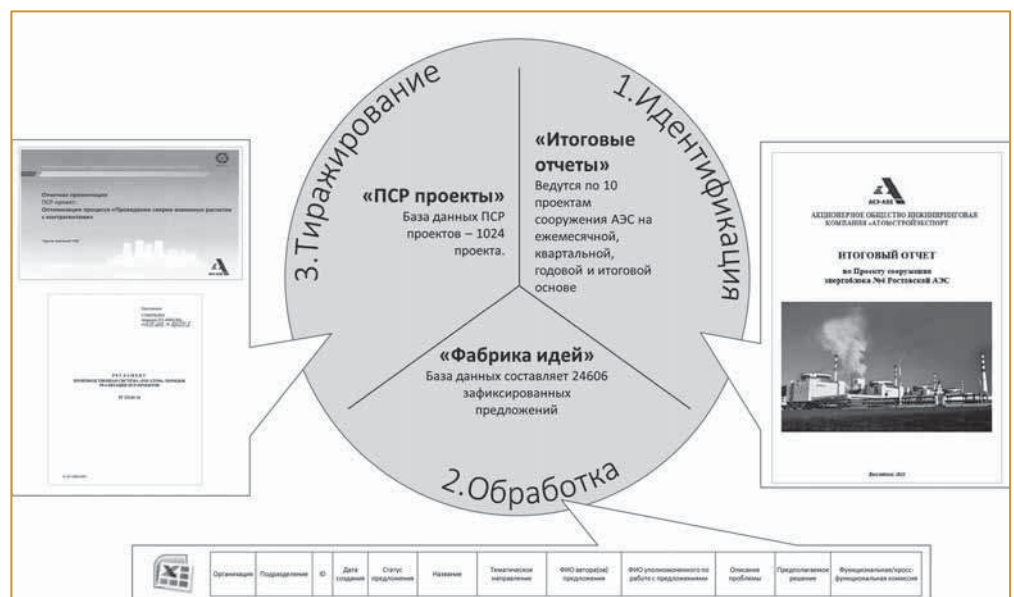 3.Тиражирование
1.Идентификация
2.Обработка
«ПСР проекты»
База данных ПСР
проектов – 1024
проекта.
«Итоговые
отчеты»
Ведутся по 10
проектам
сооружения АЭС на
ежемесячной,
квартальной,
годовой и итоговой
основе
«Фабрика идей»
База данных составляет 24606
зафиксированных
предложений
Отчетная презентация
ПСР-проект:
Оптимизация процесса «Проведение сверки взаимных расчетов
с контрагентами»
РЕГЛАМЕНТ
АСЭ-АЕЕ
АКЦИОНЕРНОЕ ОБЩЕСТВО ИНЖИНИРИНГОВАЯ
КОМПАНИЯ «АТОМСТРОЙЭКСПОРТ
ИТОГОВЫЙ ОТЧЕТ
по Проекту сооружения
энергоблока №4 Ростовской АЭС
Организация
Подразделение
ID
Дата
создания
Статус
предложения
Название
Тематическое
направление
ФИО автора(ов)
предложения
ФИО уполномоченного по
работе с предложениями
Описание
проблемы
Предполагаемое
решение
Функциональная/кросс-
функциональная комиссия